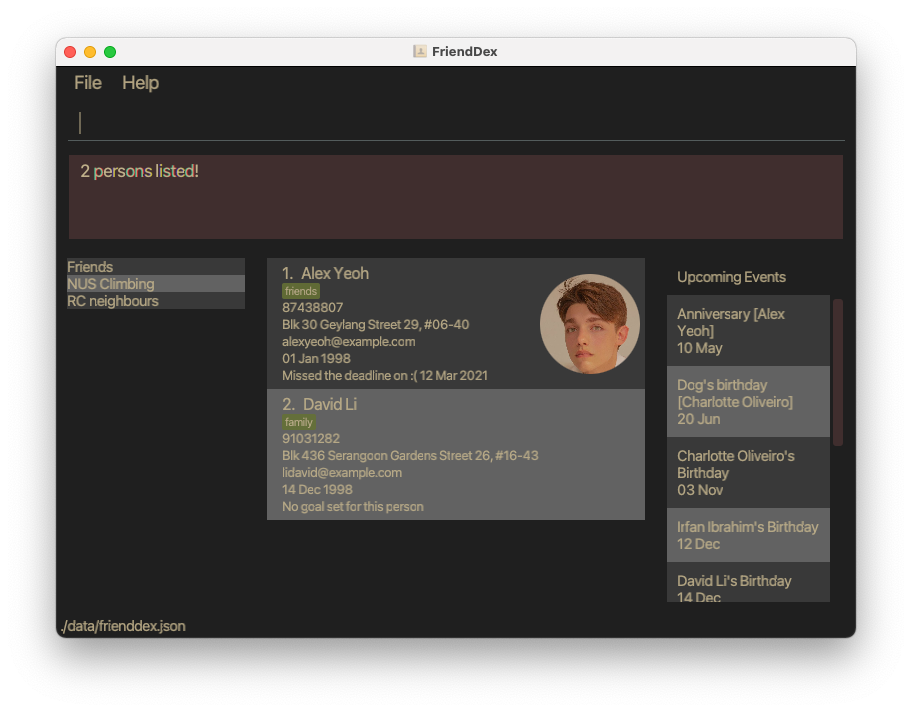 FriendDex
File Help
2 persons listed!
Friends
NUS Climbing
RC neighbours
1. Alex Yeoh
friends
87438807
Blk 30 Geylang Street 29, #06-40
alexyeoh@example.com
01 Jan 1998
Missed the deadline on :( 12 Mar 2021
2. David Li
family
91031282
Blk 436 Serangoon Gardens Street 26, #16-43
lidavid@example.com
14 Dec 1998
No goal set for this person
Upcoming Events
Anniversary [Alex
Yeoh]
10 May
Dog's birthday
[Charlotte Oliveiro]
20 Jun
Charlotte Oliveiro's
Birthday
03 Nov
Irfan Ibrahim's Birthday
12 Dec
David Li's Birthday
14 Dec
./data/frienddex.json